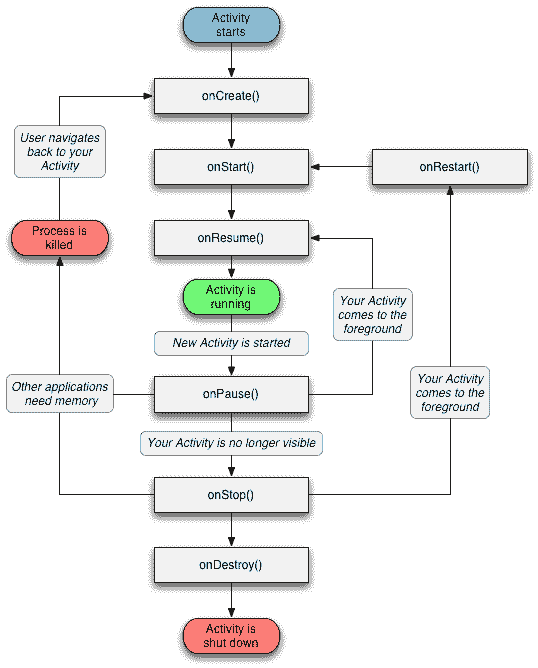 Activity
starts
onCreate()
User navigates
back to your
Activity
onStart()
onRestart()
Process is
killed
onResume()
Activity is
running
Your Activity
comes to the
foreground
New Activity is started
Other applications
need memory
onPause()
Your Activity
comes to the
foreground
Your Activity is no longer visible
onStop()
onDestroy()
Activity is
shut down